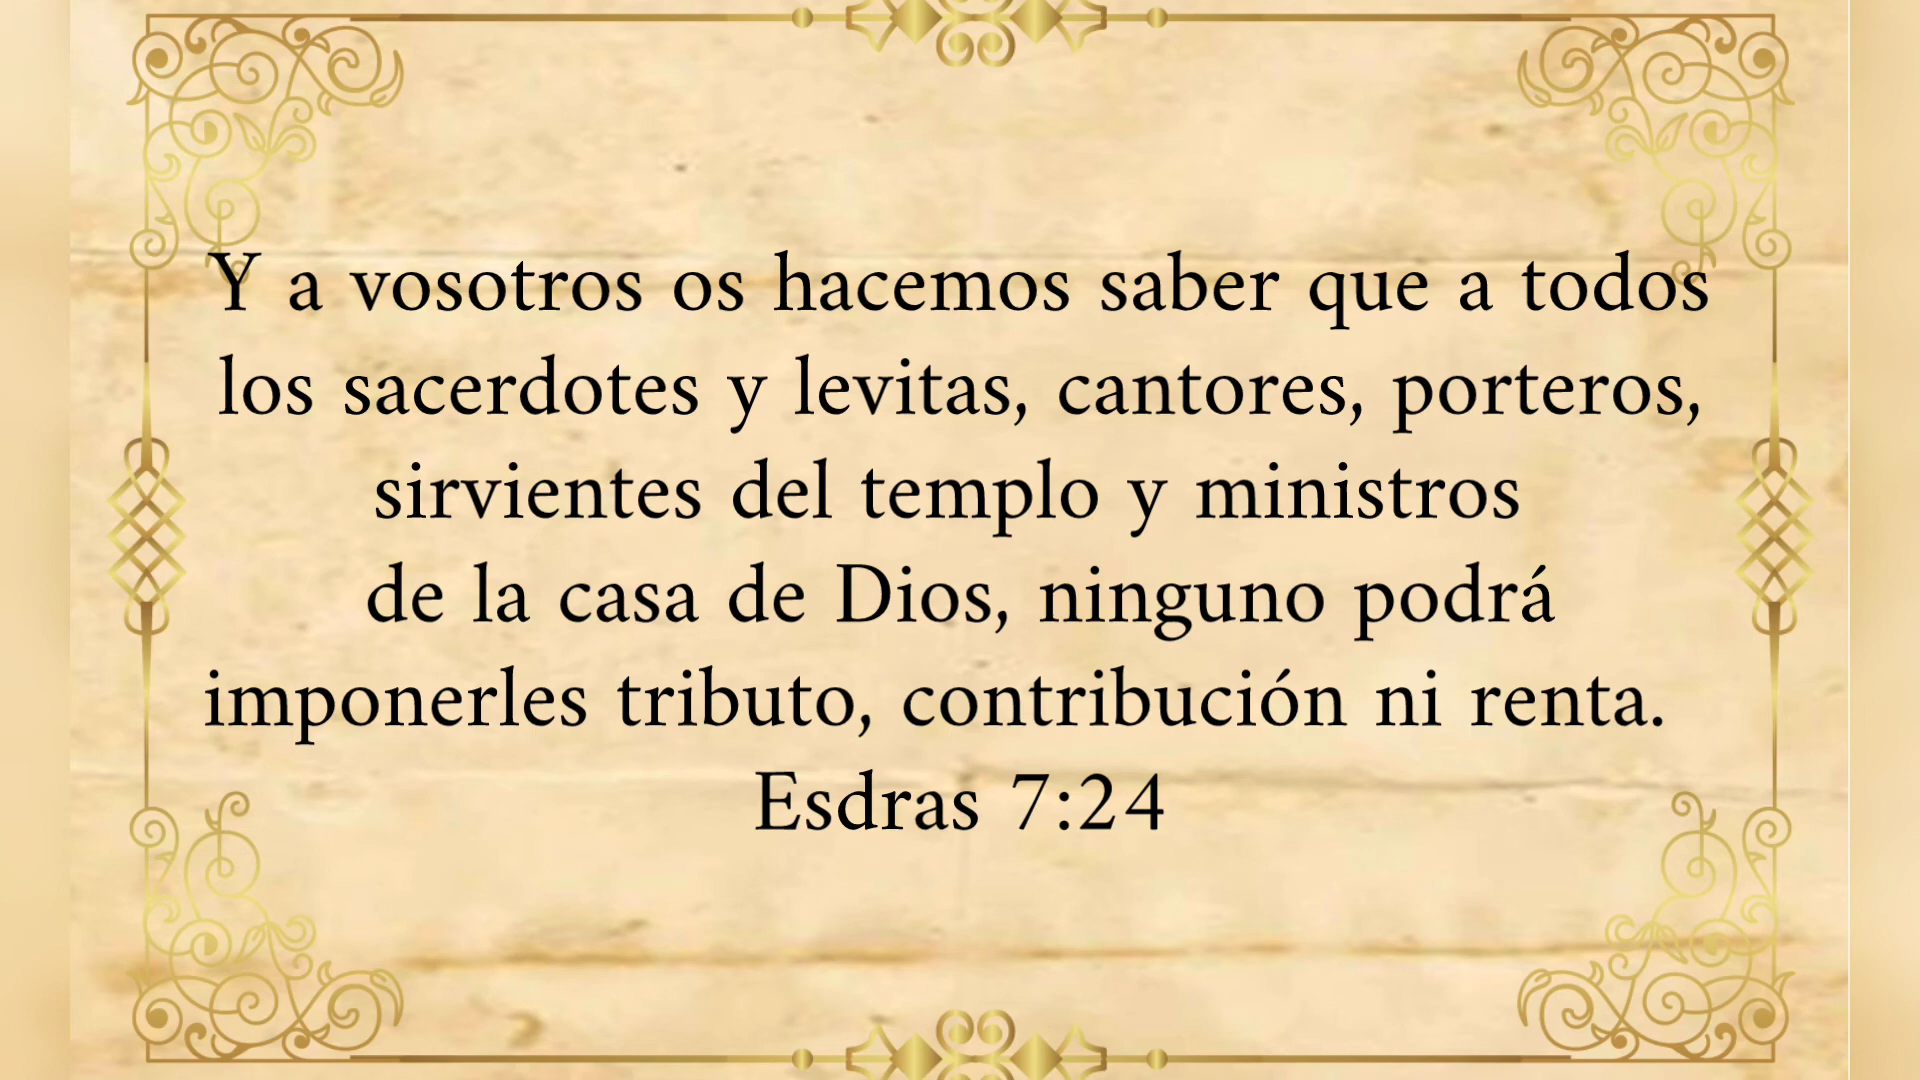 Y a vosotros os hacemos saber que a todos
los sacerdotes y levitas, cantores, porteros,
sirvientes del templo y ministros
de la casa de Dios, ninguno podrá
imponerles tributo, contribución ni renta.
Esdras 7:24